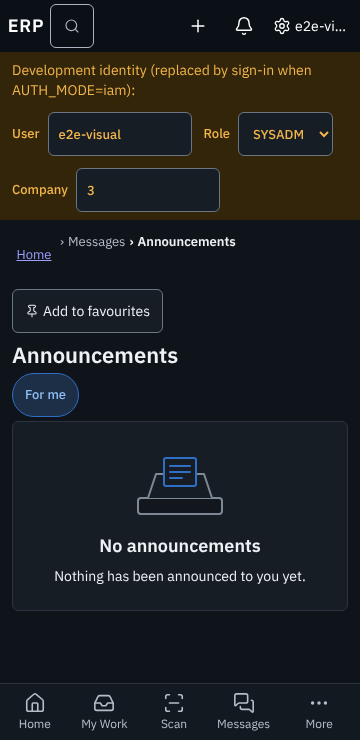 ERP
e2e-vi...
Development identity (replaced by sign-in when
AUTH_MODE=iam):
User e2e-visual Role SYSADM
Company 3
Home › Messages › Announcements
Add to favourites
Announcements
For me
No announcements
Nothing has been announced to you yet.
Home My Work Scan Messages More